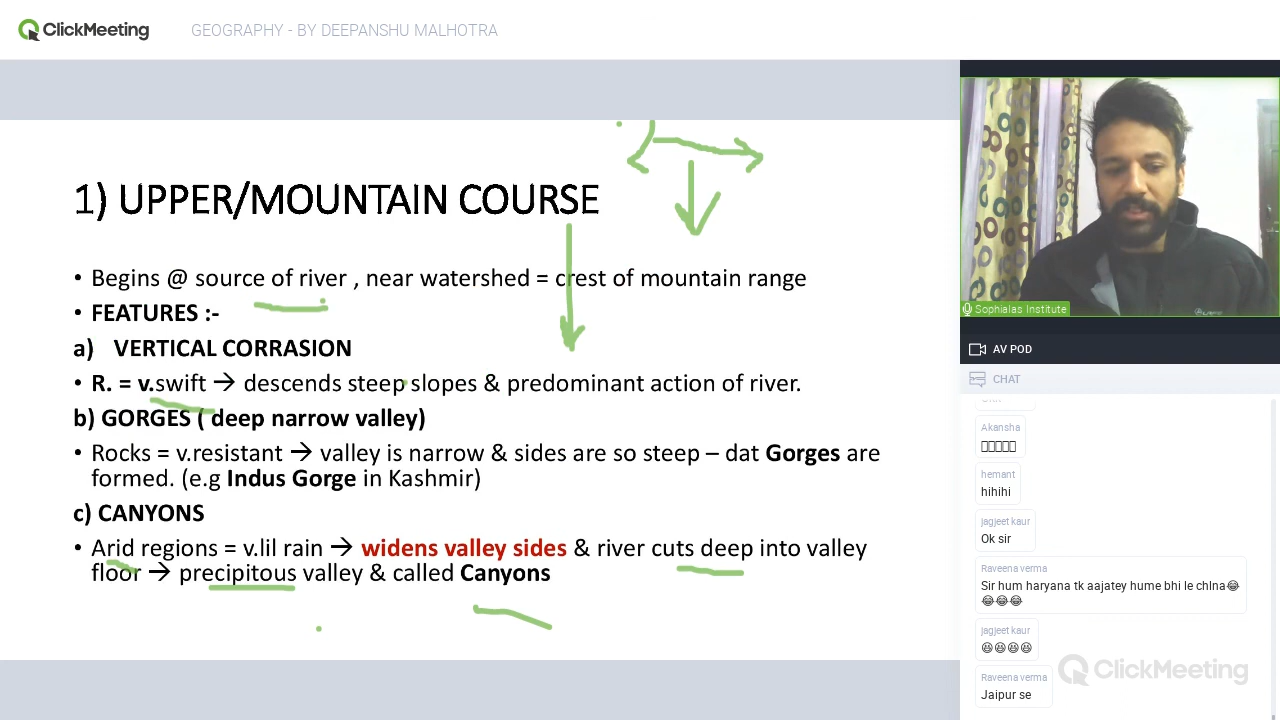 ClickMeeting
GEOGRAPHY - BY DEEPANSHU MALHOTRA
1) UPPER/MOUNTAIN COURSE
• Begins @ source of river , near watershed = crest of mountain range
• FEATURES :-
a) VERTICAL CORRASION
• R. = v.swift → descends steep slopes & predominant action of river.
b) GORGES ( deep narrow valley)
• Rocks = v.resistant → valley is narrow & sides are so steep – dat Gorges are
formed. (e.g Indus Gorge in Kashmir)
c) CANYONS
• Arid regions = v.lil rain → widens valley sides & river cuts deep into valley
floor → precipitous valley & called Canyons
Sophialas Institute
AV POD
CHAT
Akansha
hemant
hihihi
jagjeet kaur
Ok sir
Raveena verma
Sir hum haryana tk aajatey hume bhi le chlna😂
😂😂😂
jagjeet kaur
😆😆😆😆
Raveena verma
Jaipur se
ClickMeeting